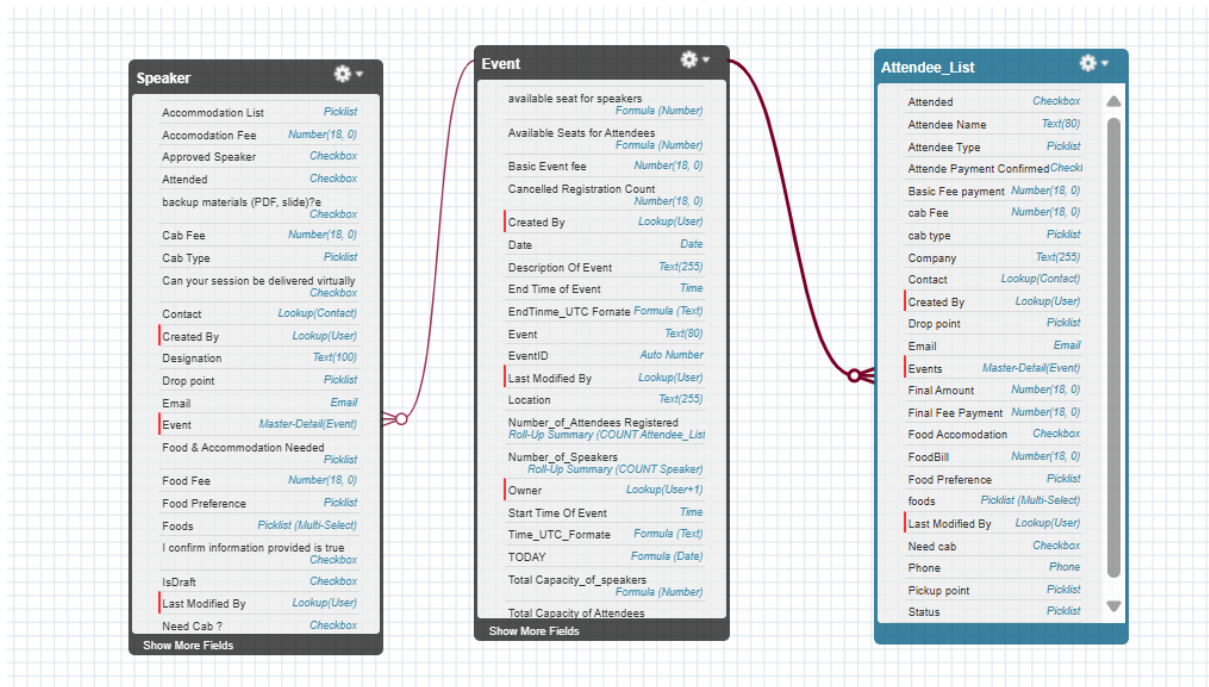 Speaker
Accommodation List Picklist
Accomodation Fee Number(18, 0)
Approved Speaker Checkbox
Attended Checkbox
backup materials (PDF, slide)?e
Checkbox
Cab Fee Number(18, 0)
Cab Type Picklist
Can your session be delivered virtually
Checkbox
Contact Lookup(Contact)
Created By Lookup(User)
Designation Text(100)
Drop point Picklist
Email Email
Event Master-Detail(Event)
Food & Accommodation Needed
Picklist
Food Fee Number(18, 0)
Food Preference Picklist
Foods Picklist (Multi-Select)
I confirm information provided is true
Checkbox
IsDraft Checkbox
Last Modified By Lookup(User)
Need Cab ? Checkbox
Show More Fields
Event
available seat for speakers
Formula (Number)
Available Seats for Attendees
Formula (Number)
Basic Event fee Number(18, 0)
Cancelled Registration Count
Number(18, 0)
Created By Lookup(User)
Date Date
Description Of Event Text(255)
End Time of Event Time
EndTinme_UTC Fornate Formula (Text)
Event Text(80)
EventID Auto Number
Last Modified By Lookup(User)
Location Text(255)
Number_of_Attendees Registered
Roll-Up Summary (COUNT Attendee_List
Number_of_Speakers
Roll-Up Summary (COUNT Speaker)
Owner Lookup(User+1)
Start Time Of Event Time
Time_UTC_Formate Formula (Text)
TODAY Formula (Date)
Total Capacity_of_speakers
Formula (Number)
Total Capacity of Attendees
Show More Fields
Attendee_List
Attended Checkbox
Attendee Name Text(80)
Attendee Type Picklist
Attende Payment Confirmed Checkl
Basic Fee payment Number(18, 0)
cab Fee Number(18, 0)
cab type Picklist
Company Text(255)
Contact Lookup(Contact)
Created By Lookup(User)
Drop point Picklist
Email Email
Events Master-Detail(Event)
Final Amount Number(18, 0)
Final Fee Payment Number(18, 0)
Food Accomodation Checkbox
FoodBill Number(18, 0)
Food Preference Picklist
foods Picklist (Multi-Select)
Last Modified By Lookup(User)
Need cab Checkbox
Phone Phone
Pickup point Picklist
Status Picklist